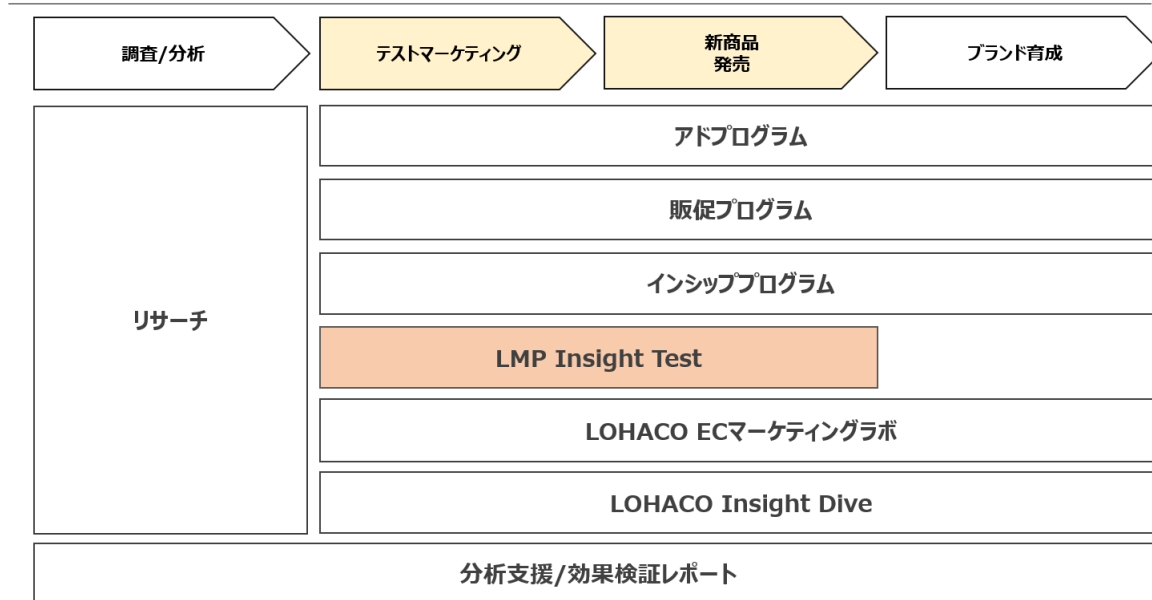 調査/分析
テストマーケティング
新商品
発売
ブランド育成
リサーチ
アドプログラム
販促プログラム
インシッププログラム
LMP Insight Test
LOHACO ECマーケティングラボ
LOHACO Insight Dive
分析支援/効果検証レポート